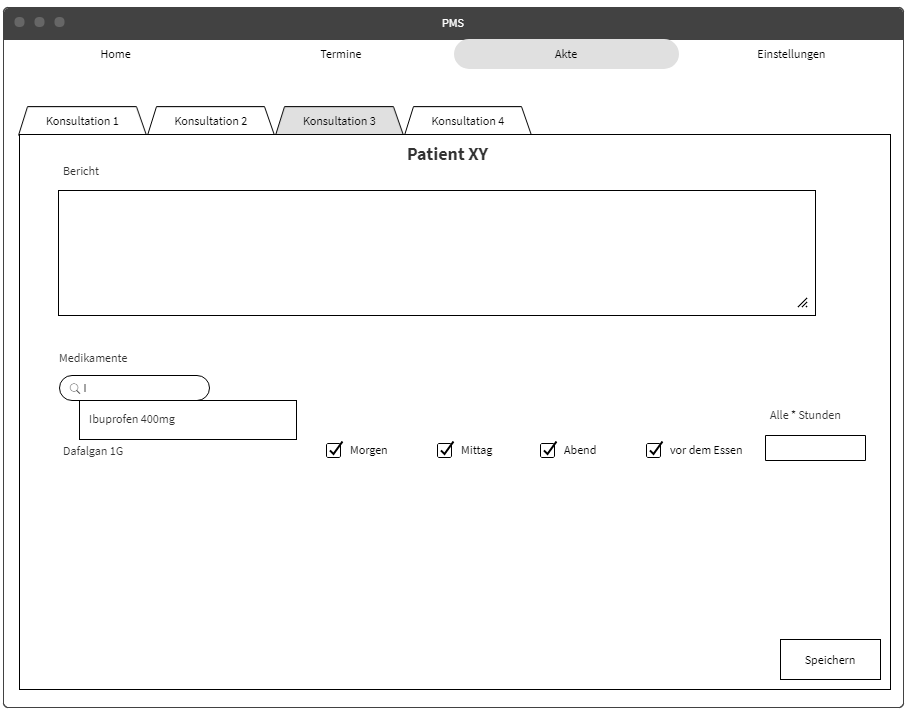 PMS
Home Termine Akte Einstellungen
Konsultation 1 Konsultation 2 Konsultation 3 Konsultation 4
Patient XY
Bericht
Medikamente
I
Ibuprofen 400mg
Alle * Stunden
Dafalgan 1G Morgen Mittag Abend vor dem Essen
Speichern